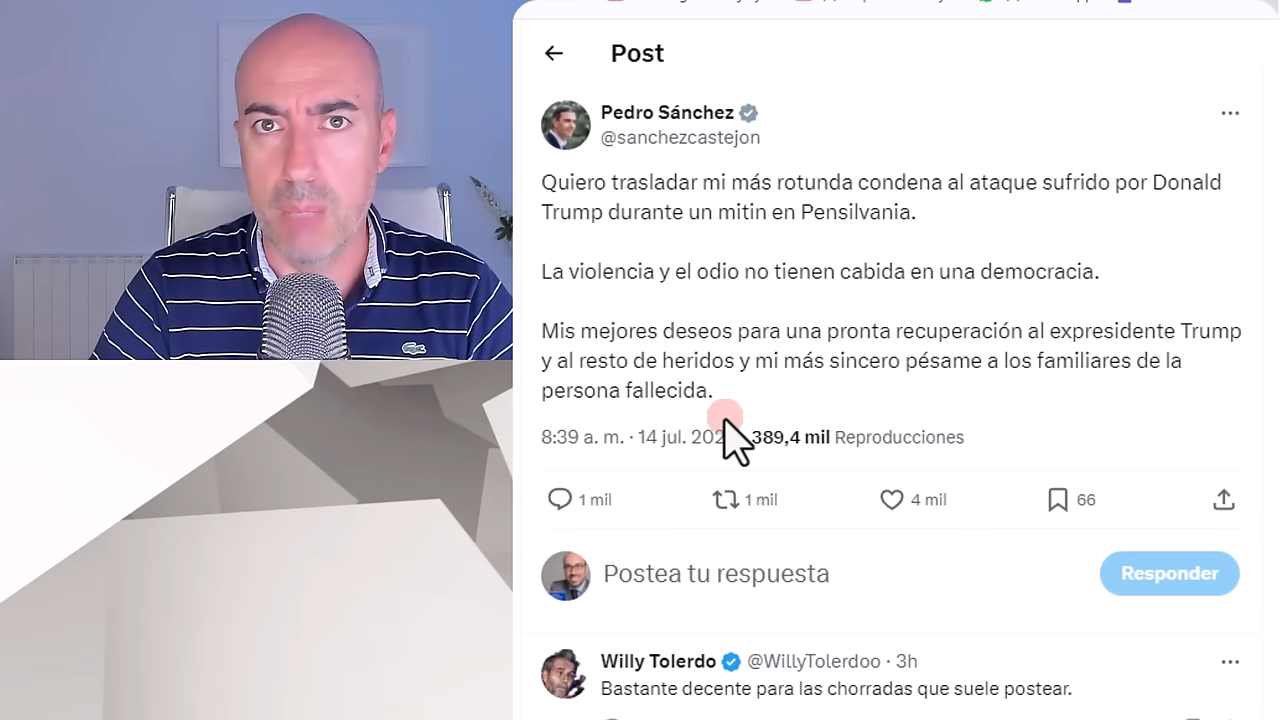 Post
Pedro Sánchez
@sanchezcastejon
Quiero trasladar mi más rotunda condena al ataque sufrido por Donald
Trump durante un mitin en Pensilvania.
La violencia y el odio no tienen cabida en una democracia.
Mis mejores deseos para una pronta recuperación al expresidente Trump
y al resto de heridos y mi más sincero pésame a los familiares de la
persona fallecida.
8:39 a. m. · 14 jul. 389,4 mil Reproducciones
1 mil 1 mil 4 mil 66
Postea tu respuesta
Responder
Willy Tolerdo @WillyTolerdoo · 3h
Bastante decente para las chorradas que suele postear.